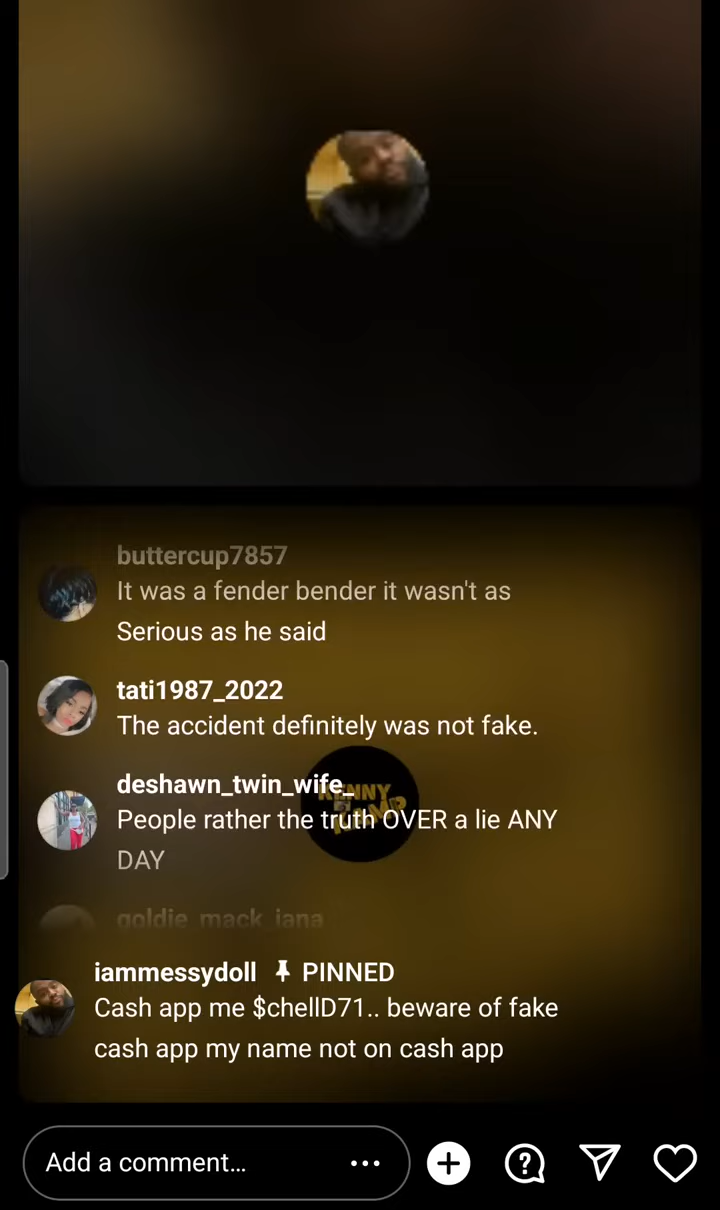 buttercup7857
It was a fender bender it wasn't as
Serious as he said
tati1987_2022
The accident definitely was not fake.
deshawn_twin_wife_
KENNY
People rather the truth OVER a lie ANY
DAY
goldie_mack_jana
iammessydoll PINNED
Cash app me $chellD71.. beware of fake
cash app my name not on cash app
Add a comment...